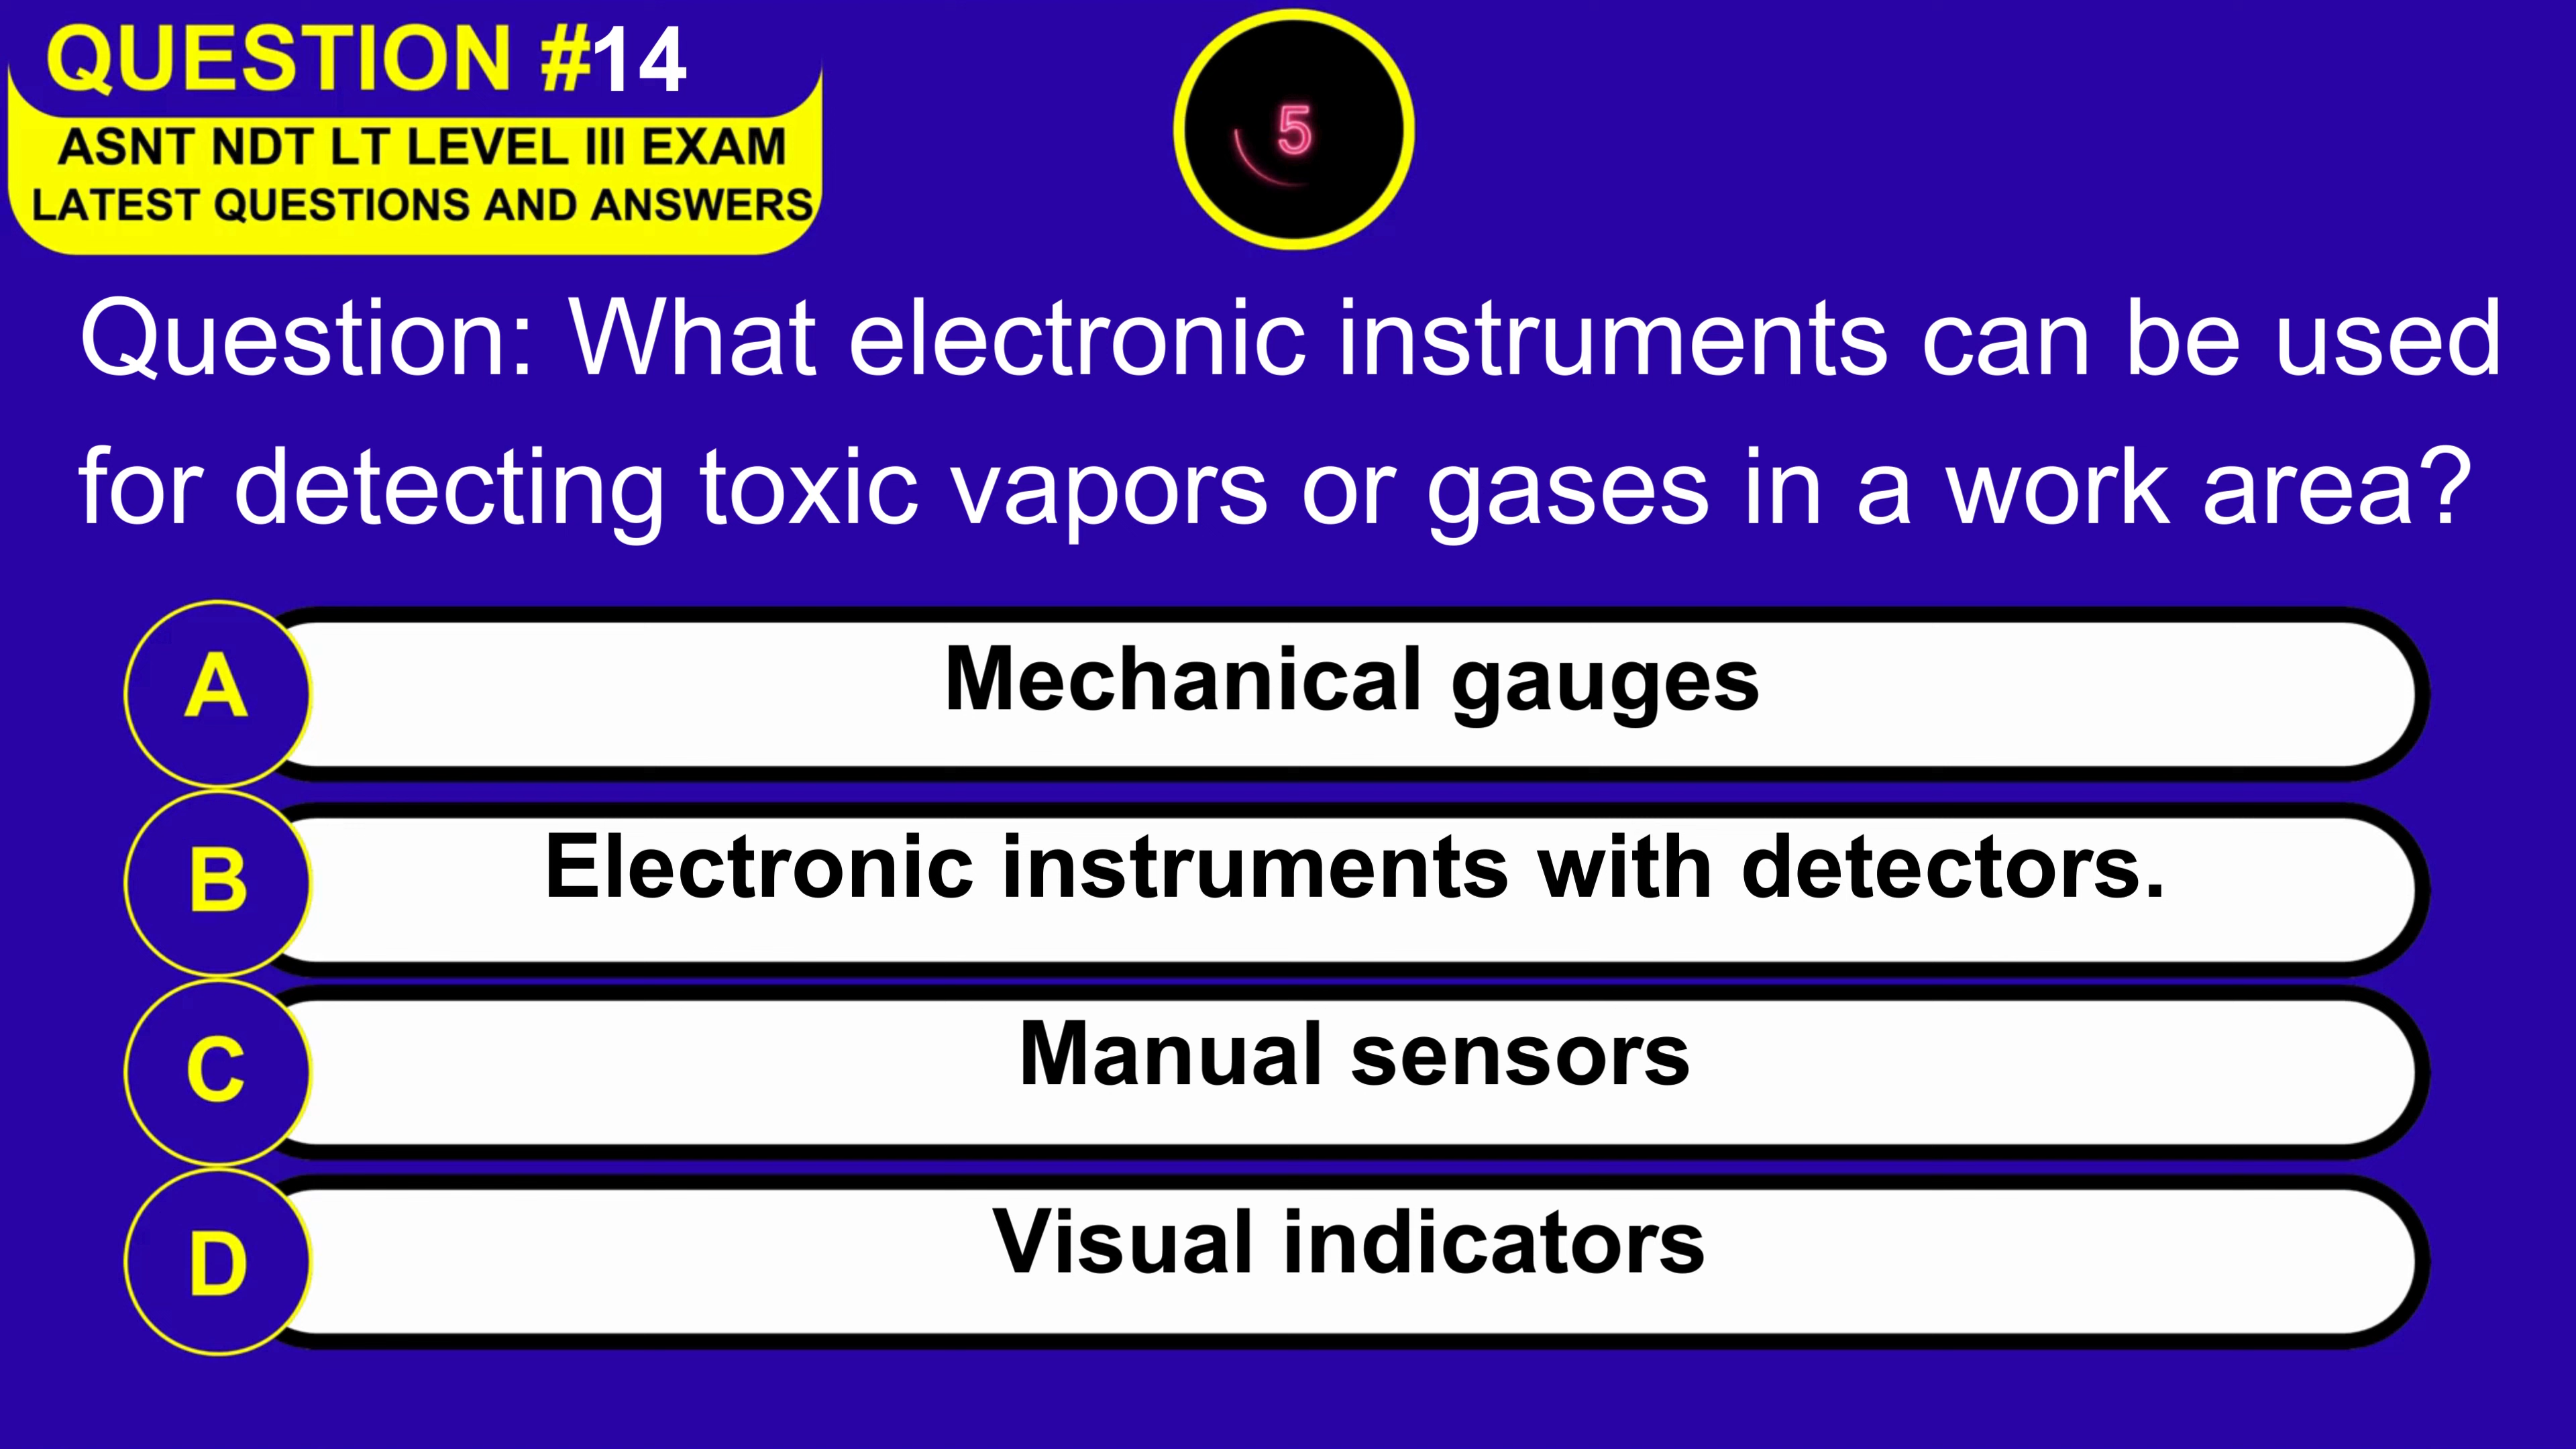 QUESTION #14
ASNT NDT LT LEVEL III EXAM
LATEST QUESTIONS AND ANSWERS
5
Question: What electronic instruments can be used
for detecting toxic vapors or gases in a work area?
A Mechanical gauges
B Electronic instruments with detectors.
C Manual sensors
D Visual indicators